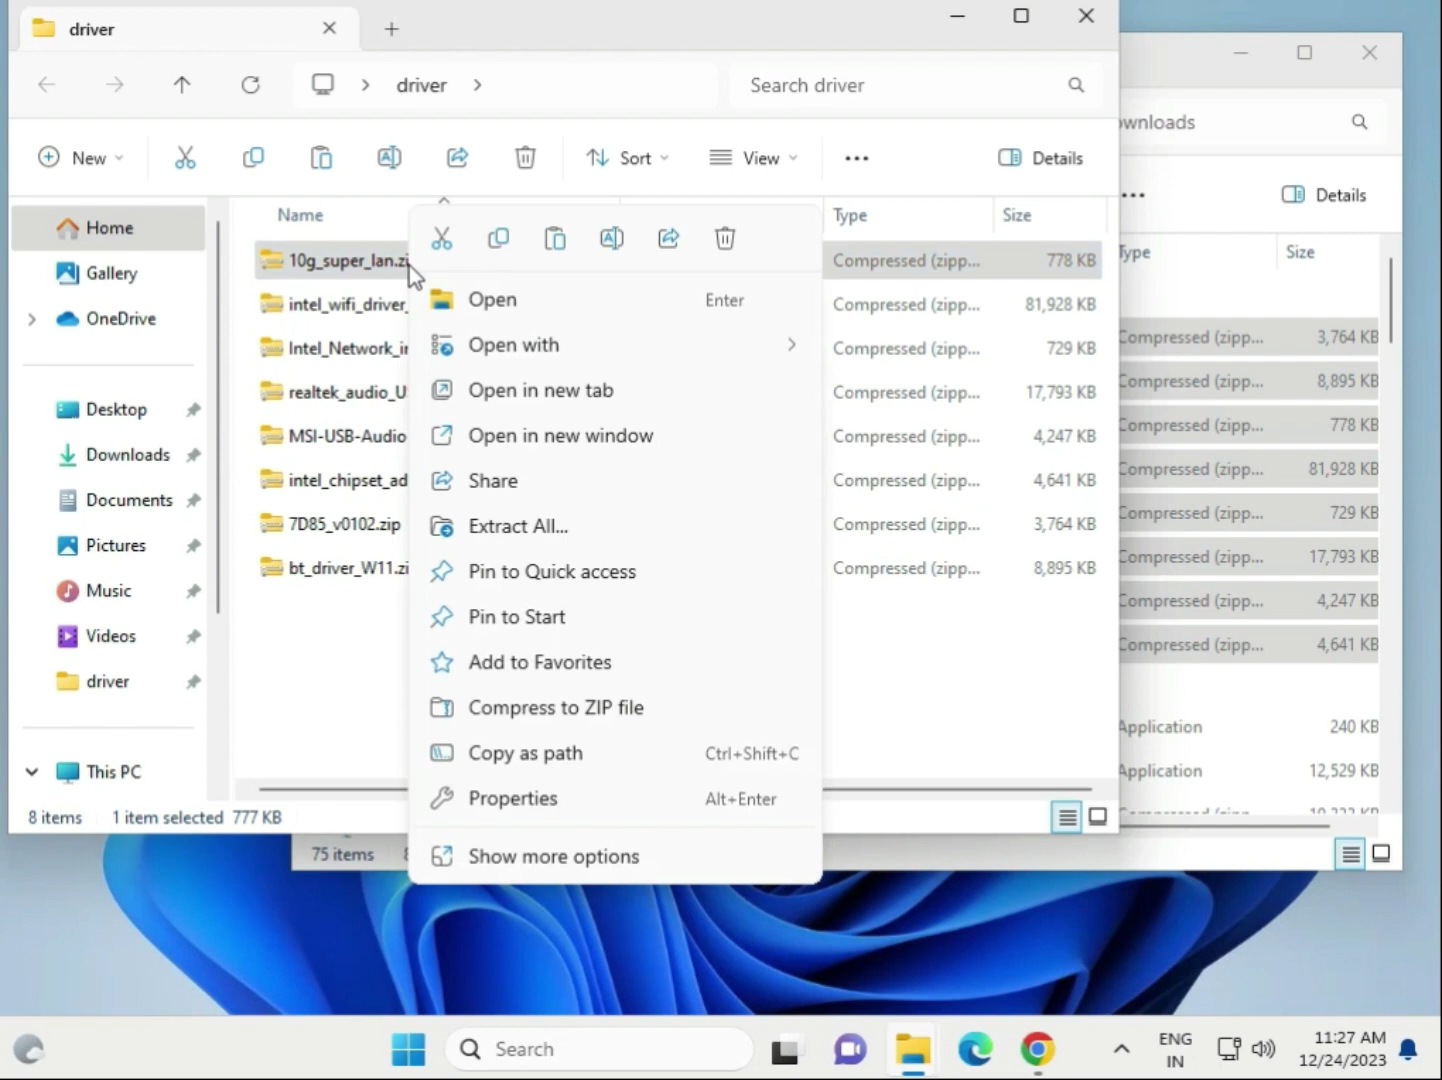 driver
driver
Search driver
ownloads
New
Sort
View
Details
Details
Home
Gallery
OneDrive
Desktop
Downloads
Documents
Pictures
Music
Videos
driver
This PC
Name
Type
Size
10g_super_lan.zi
Compressed (zipp...
778 KB
intel_wifi_driver_
Compressed (zipp...
81,928 KB
Intel_Network_ir
Compressed (zipp...
729 KB
realtek_audio_U
Compressed (zipp...
17,793 KB
MSI-USB-Audio
Compressed (zipp...
4,247 KB
intel_chipset_ad
Compressed (zipp...
4,641 KB
7D85_v0102.zip
Compressed (zipp...
3,764 KB
bt_driver_W11.zi
Compressed (zipp...
8,895 KB
Open Enter
Open with
Open in new tab
Open in new window
Share
Extract All...
Pin to Quick access
Pin to Start
Add to Favorites
Compress to ZIP file
Copy as path Ctrl+Shift+C
Properties Alt+Enter
Show more options
Type
Size
Compressed (zipp... 3,764 KB
Compressed (zipp... 8,895 KB
Compressed (zipp... 778 KB
Compressed (zipp... 81,928 KB
Compressed (zipp... 729 KB
Compressed (zipp... 17,793 KB
Compressed (zipp... 4,247 KB
Compressed (zipp... 4,641 KB
Application 240 KB
Application 12,529 KB
8 items 1 item selected 777 KB
75 items
Search
ENG
IN
11:27 AM
12/24/2023